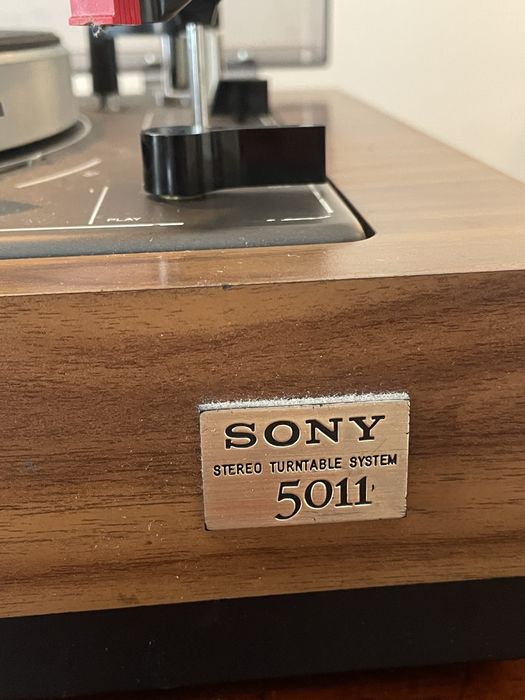 PLAY
SONY
STEREO TURNTABLE SYSTEM
5011